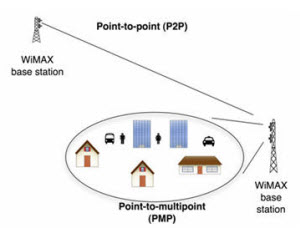 Point-to-point (P2P)
WiMAX
base station
Point-to-multipoint
(PMP)
WiMAX
base
station